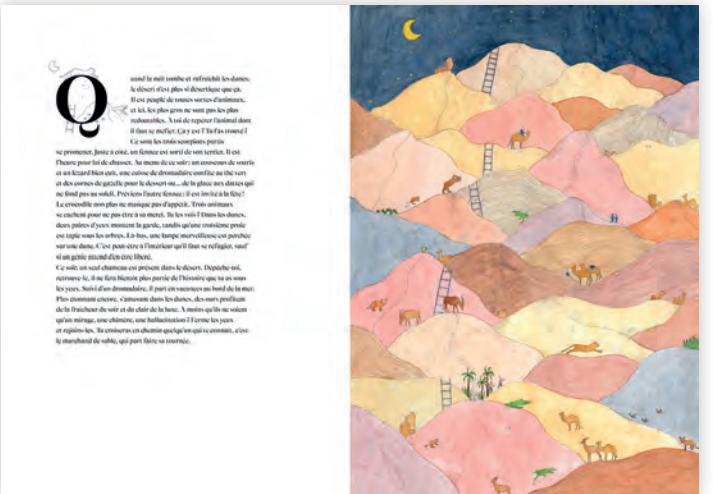 Quand la nuit tombe et rafraîchit les dunes,
le désert n'est plus si désertique que ça.
Il est peuplé de toutes sortes d'animaux,
et ici, les plus gros ne sont pas les plus
redoutables. À toi de repérer l'animal dont
il faut se méfier. Ça y est ? Tu l'as trouvé ?
Ce sont les trois scorpions partis
se promener. Juste à côté, un fennec est sorti de son terrier. Il est
l'heure pour lui de chasser. Au menu de ce soir : un couscous de souris
et un lézard bien cuit, une cuisse de dromadaire confite au thé vert
et des cornes de gazelle pour le dessert ou... de la glace aux dattes qui
ne fond pas au soleil. Préviens l'autre fennec : il est invité à la fête !
Le crocodile non plus ne manque pas d'appétit. Trois animaux
se cachent pour ne pas être à sa merci. Tu les vois ? Dans les dunes,
deux paires d'yeux montent la garde, tandis qu'une troisième proie
est tapie sous les arbres. Là-bas, une lampe merveilleuse est perchée
sur une dune. C'est peut-être à l'intérieur qu'il faut se réfugier, sauf
si un génie attend d'en être libéré.
Ce soir, un seul chameau est présent dans le désert. Dépêche-toi,
retrouve-le, il ne fera bientôt plus partie de l'histoire que tu as sous
les yeux. Suivi d'un dromadaire, il part en vacances au bord de la mer.
Plus étonnant encore, s'amusant dans les dunes, des ours profitent
de la fraîcheur du soir et du clair de la lune. À moins qu'ils ne soient
qu'un mirage, une chimère, une hallucination ? Ferme les yeux
et rejoins-les. Tu croiseras en chemin quelqu'un qui te connaît, c'est
le marchand de sable, qui part faire sa tournée.